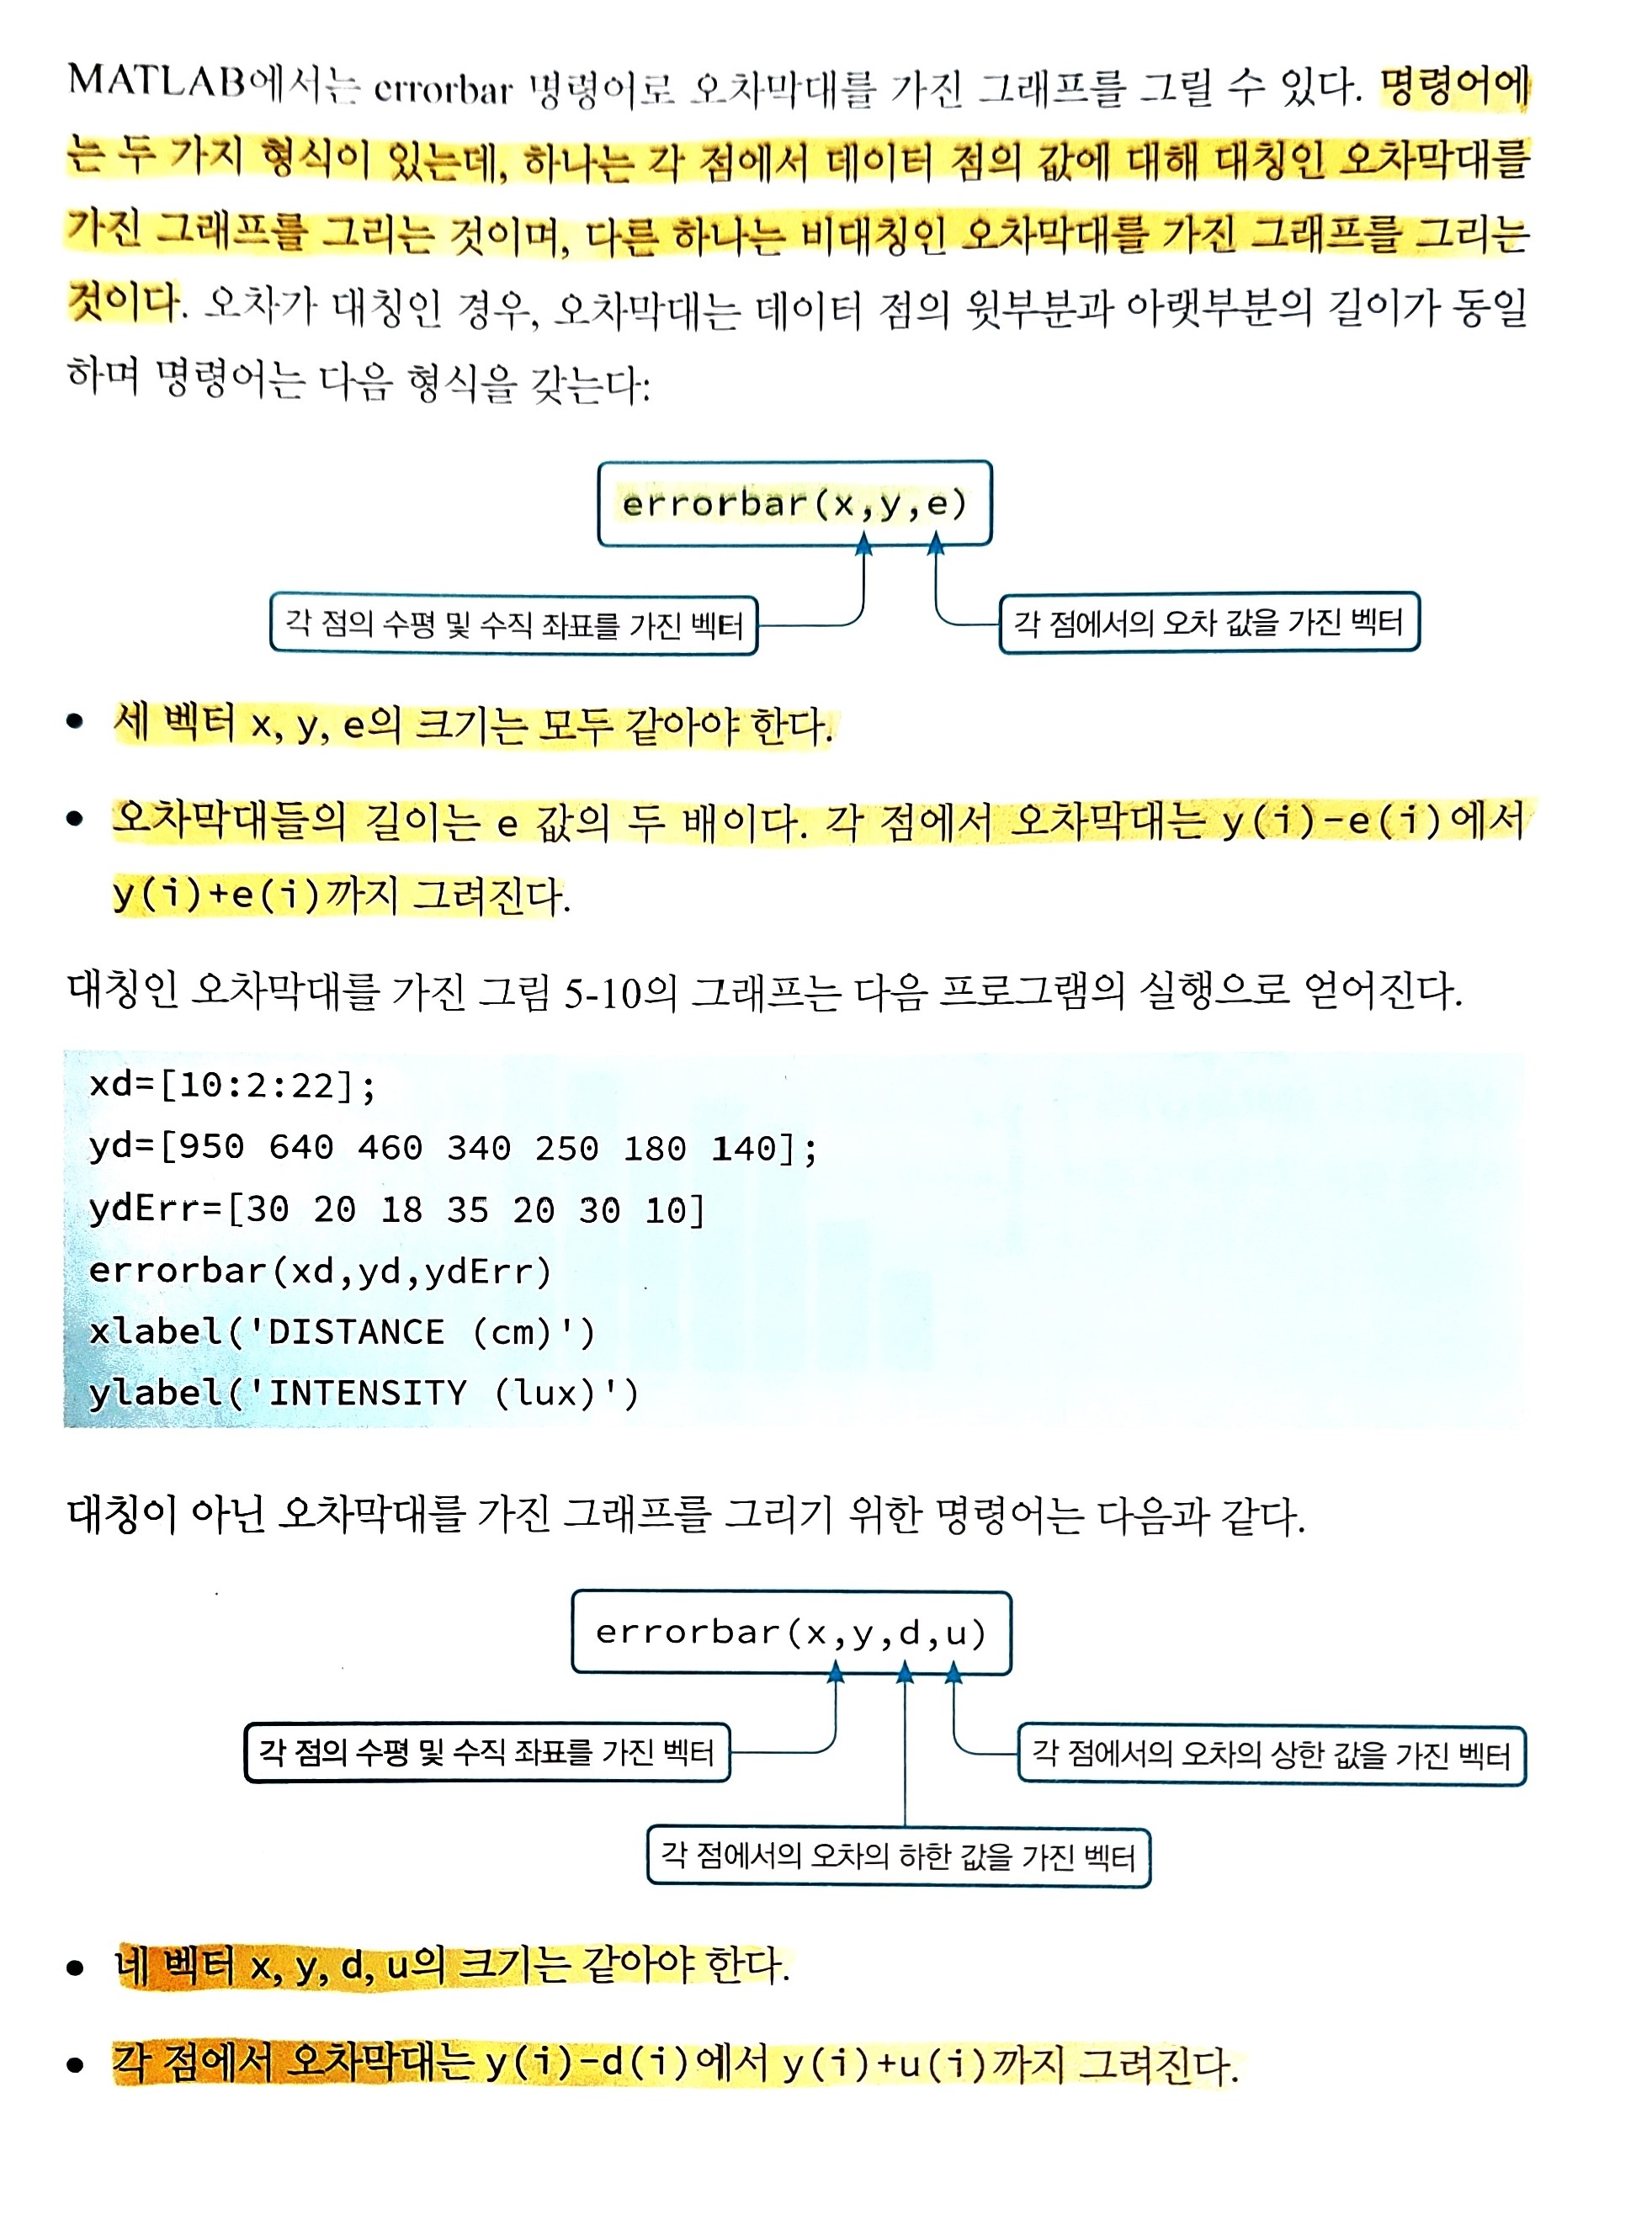 MATLAB에서는 errorbar 명령어로 오차막대를 가진 그래프를 그릴 수 있다. 명령어에
는 두 가지 형식이 있는데, 하나는 각 점에서 데이터 점의 값에 대해 대칭인 오차막대를
가진 그래프를 그리는 것이며, 다른 하나는 비대칭인 오차막대를 가진 그래프를 그리는
것이다. 오차가 대칭인 경우, 오차막대는 데이터 점의 윗부분과 아랫부분의 길이가 동일
하며 명령어는 다음 형식을 갖는다:
errorbar(x,y,e)
각 점의 수평 및 수직 좌표를 가진 벡터
각 점에서의 오차 값을 가진 벡터
• 세 벡터 x, y, e의 크기는 모두 같아야 한다.
• 오차막대들의 길이는 e 값의 두 배이다. 각 점에서 오차막대는 y(i)-e(i)에서
y(i)+e(i)까지 그려진다.
대칭인 오차막대를 가진 그림 5-10의 그래프는 다음 프로그램의 실행으로 얻어진다.
xd=[10:2:22];
yd=[950 640 460 340 250 180 140];
ydErr=[30 20 18 35 20 30 10]
errorbar(xd,yd,ydErr)
xlabel('DISTANCE (cm)')
ylabel('INTENSITY (lux)')
대칭이 아닌 오차막대를 가진 그래프를 그리기 위한 명령어는 다음과 같다.
errorbar(x,y,d,u)
각 점의 수평 및 수직 좌표를 가진 벡터
각 점에서의 오차의 상한 값을 가진 벡터
각 점에서의 오차의 하한 값을 가진 벡터
• 네 벡터 x, y, d, u의 크기는 같아야 한다.
• 각 점에서 오차막대는 y(i)-d(i)에서 y(i)+u(i)까지 그려진다.